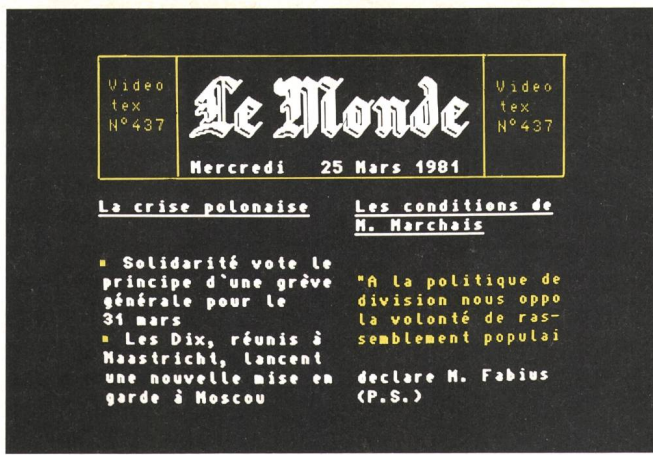 Video
tex
N°437
Le Monde
Mercredi 25 Mars 1981
Video
tex
N°437
La crise polonaise
▪ Solidarité vote le
principe d'une grève
générale pour le
31 mars
▪ Les Dix, réunis à
Maastricht, lancent
une nouvelle mise en
garde à Moscou
Les conditions de
M. Marchais
"A la politique de
division nous oppo
la volonté de ras-
semblement populai
declare M. Fabius
(P.S.)